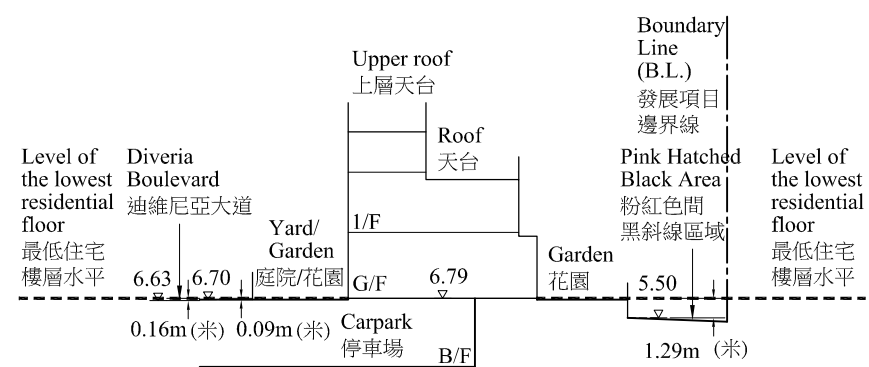 Boundary
Line
(B.L.)
發展項目
邊界線
Upper roof
上層天台
Roof
天台
Level of
the lowest
residential
floor
最低住宅
樓層水平
Diveria
Boulevard
迪維尼亞大道
Pink Hatched
Black Area
粉紅色間
黑斜線區域
Level of
the lowest
residential
floor
最低住宅
樓層水平
Yard/
Garden
庭院/花園
1/F
Garden
花園
6.63
6.70
G/F
6.79
5.50
0.16m (米)
0.09m (米)
Carpark
停車場
B/F
1.29m (米)